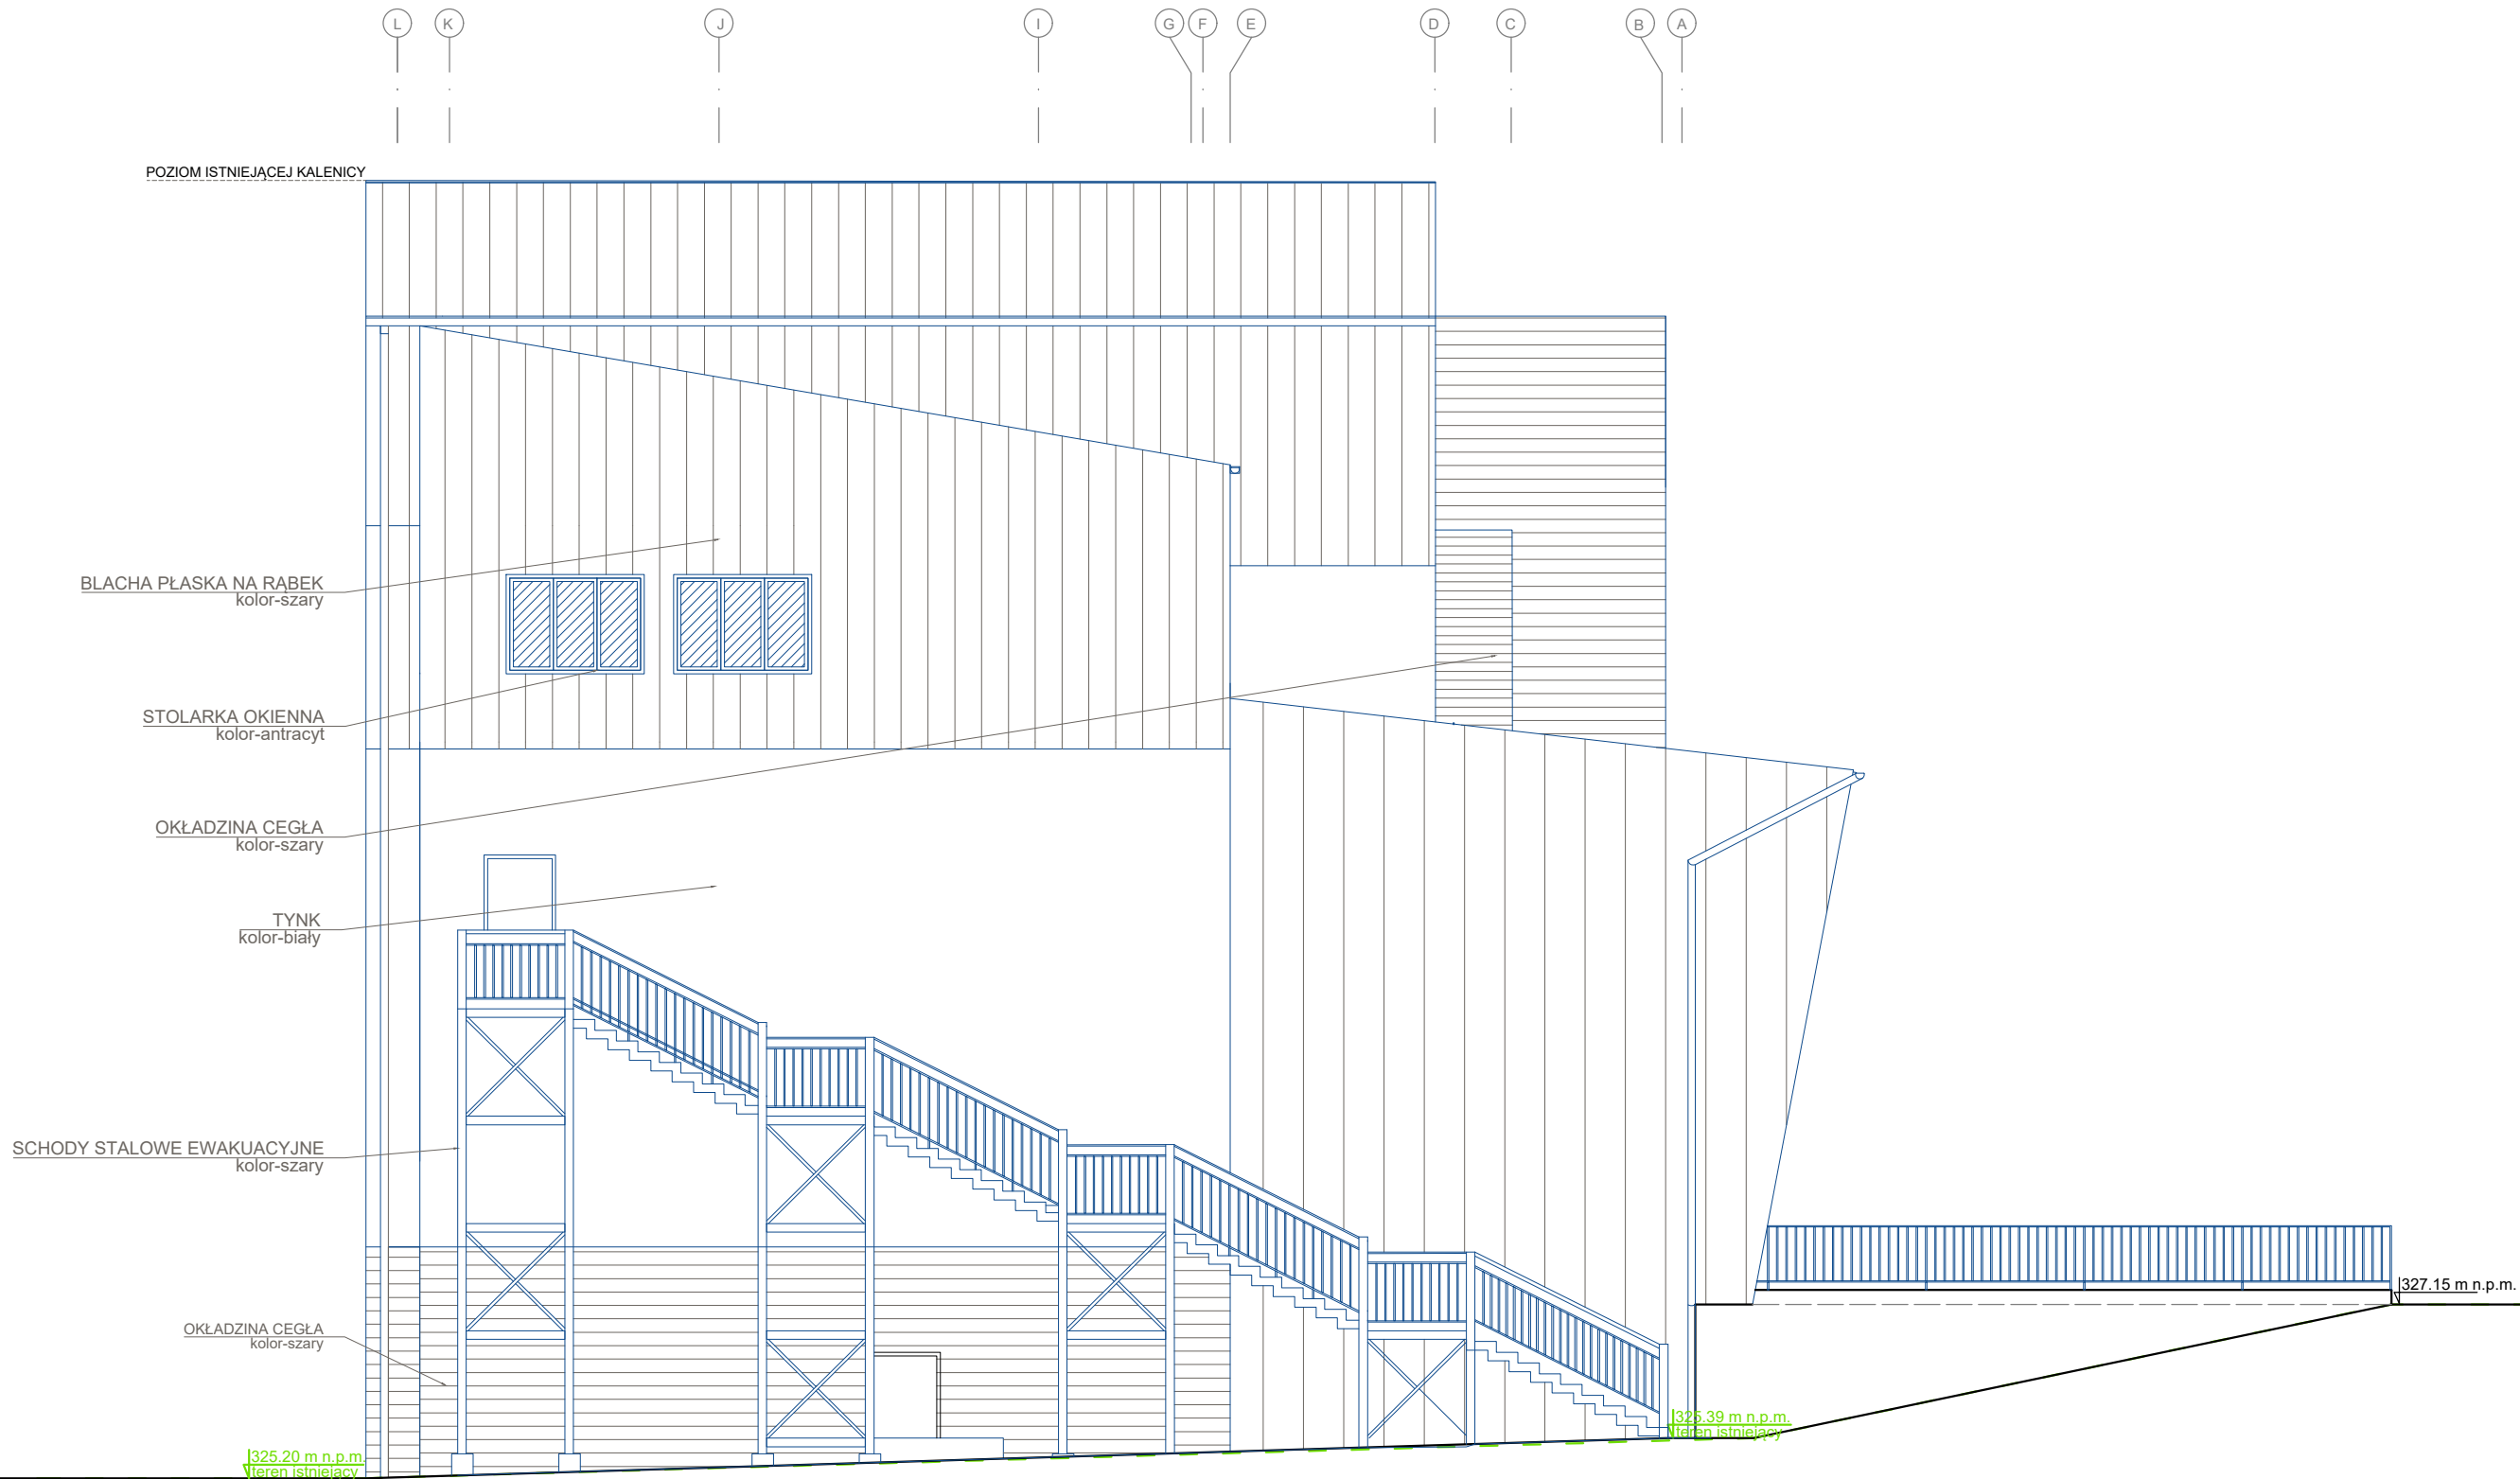 L K J I G F E D C B A
POZIOM ISTNIEJĄCEJ KALENICY
BLACHA PŁASKA NA RĄBEK
kolor-szary
STOLARKA OKIENNA
kolor-antracyt
OKŁADZINA CEGŁA
kolor-szary
TYNK
kolor-biały
SCHODY STALOWE EWAKUACYJNE
kolor-szary
327.15 m n.p.m.
OKŁADZINA CEGŁA
kolor-szary
325.39 m n.p.m.
teren istniejący
325.20 m n.p.m.
teren istniejący